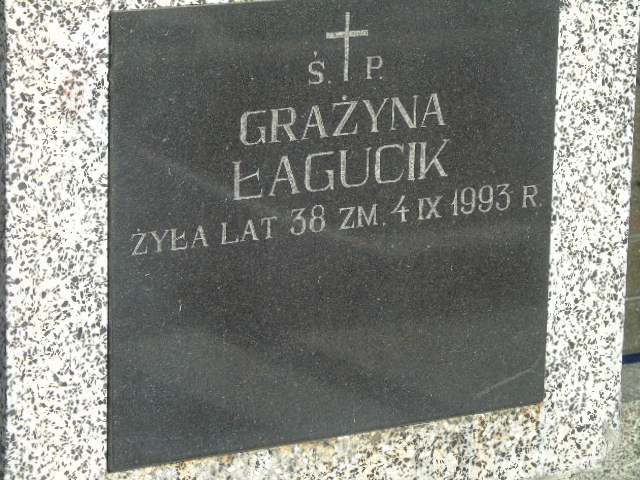 Ś. P.
GRAŻYNA
ŁAGUCIK
ŻYŁA LAT 38 ZM. 4 IX 1993 R.